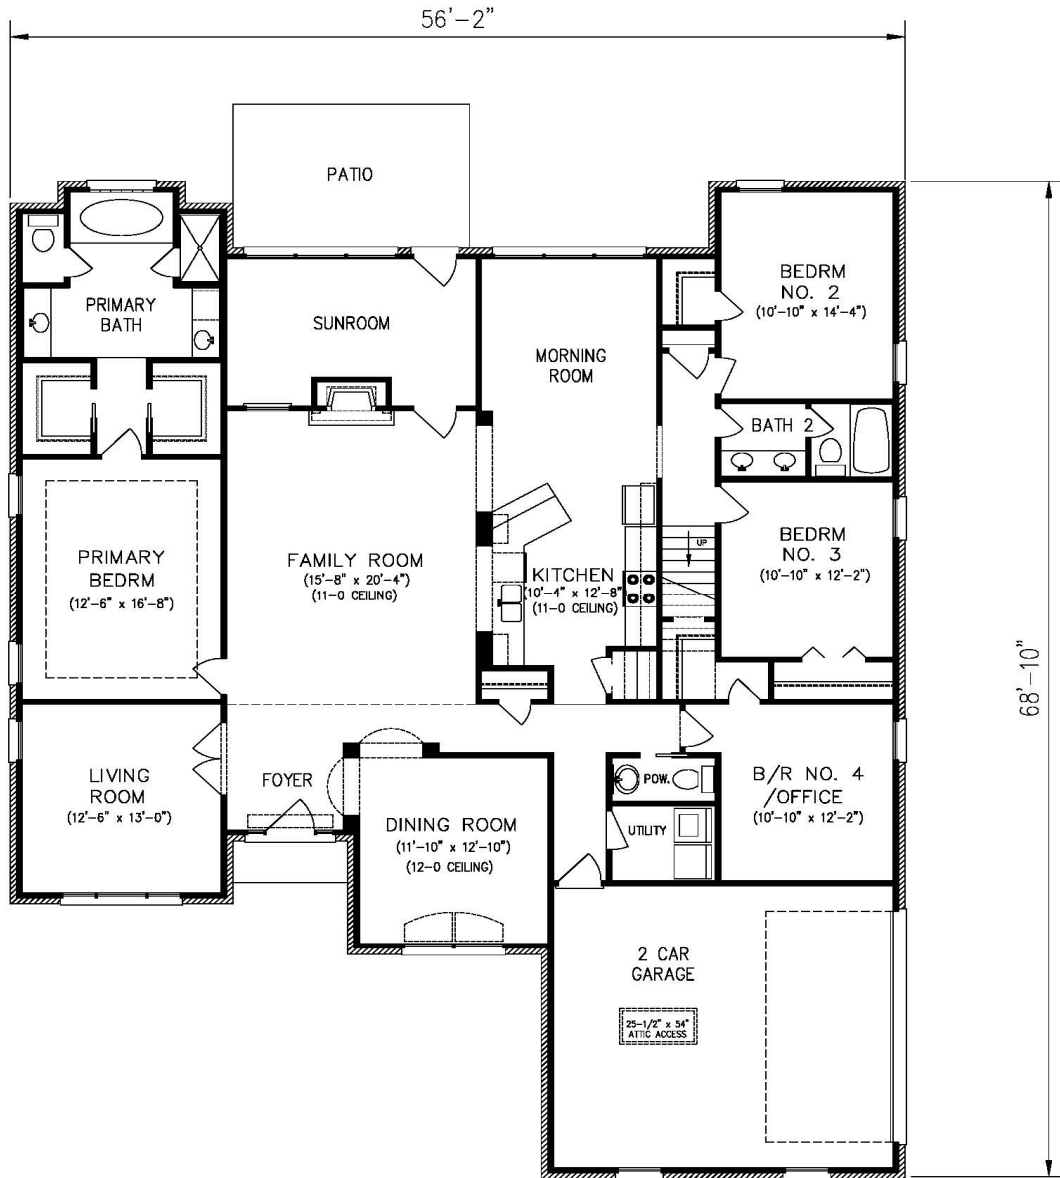 56'-2"
PATIO
PRIMARY
BATH
SUNROOM
MORNING
ROOM
BEDRM
NO. 2
(10'-10" x 14'-4")
BATH 2
PRIMARY
BEDRM
(12'-6" x 16'-8")
FAMILY ROOM
(15'-8" x 20'-4")
(11-0 CEILING)
KITCHEN
(10'-4" x 12'-8")
(11-0 CEILING)
UP
BEDRM
NO. 3
(10'-10" x 12'-2")
68'-10"
LIVING
ROOM
(12'-6" x 13'-0")
FOYER
DINING ROOM
(11'-10" x 12'-10")
(12-0 CEILING)
POW.
UTILITY
B/R NO. 4
/OFFICE
(10'-10" x 12'-2")
2 CAR
GARAGE
25-1/2" x 54"
ATTIC ACCESS